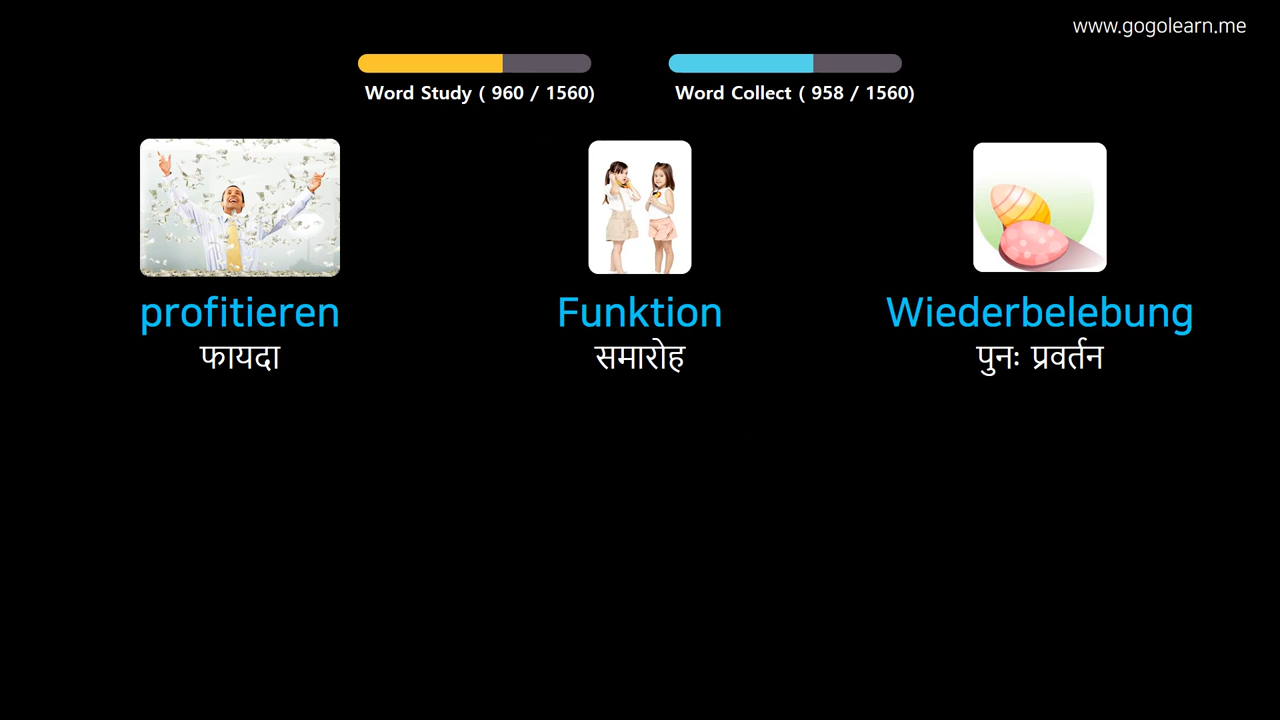 www.gogolearn.me
Word Study ( 960 / 1560)
Word Collect ( 958 / 1560)
profitieren
फायदा
Funktion
समारोह
Wiederbelebung
पुनः प्रवर्तन